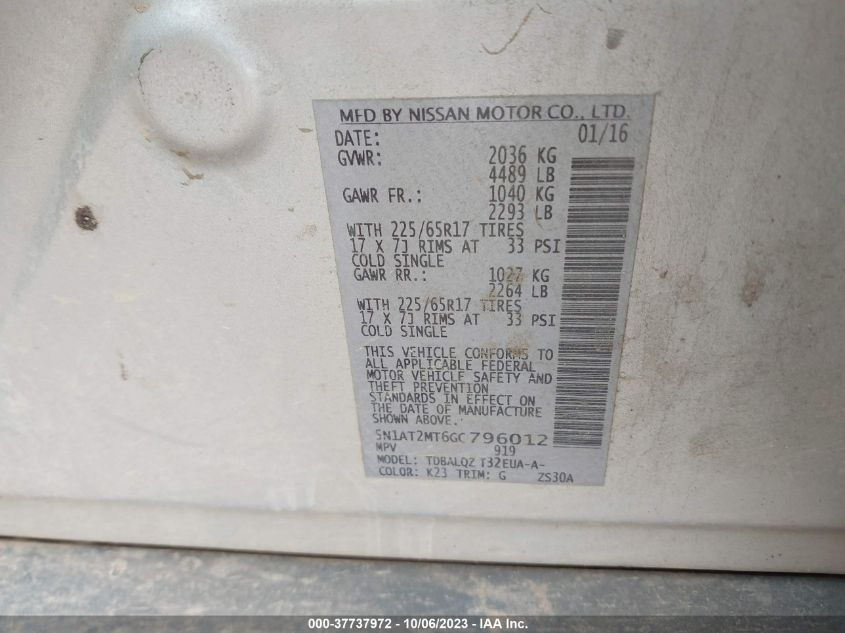 MFD BY NISSAN MOTOR CO., LTD.
DATE: 01/16
GVWR: 2036 KG
4489 LB
GAWR FR.: 1040 KG
2293 LB
WITH 225/65R17 TIRES
17 X 7J RIMS AT 33 PSI
COLD SINGLE
GAWR RR.: 1027 KG
2264 LB
WITH 225/65R17 TIRES
17 X 7J RIMS AT 33 PSI
COLD SINGLE
THIS VEHICLE CONFORMS TO
ALL APPLICABLE FEDERAL
MOTOR VEHICLE SAFETY AND
THEFT PREVENTION
STANDARDS IN EFFECT ON
THE DATE OF MANUFACTURE
SHOWN ABOVE.
5N1AT2MT6GC796012
MPV 919
MODEL: TDBALQZ T32EUA-A-
COLOR: K23 TRIM: G ZS30A
000-37737972 - 10/06/2023 - IAA Inc.